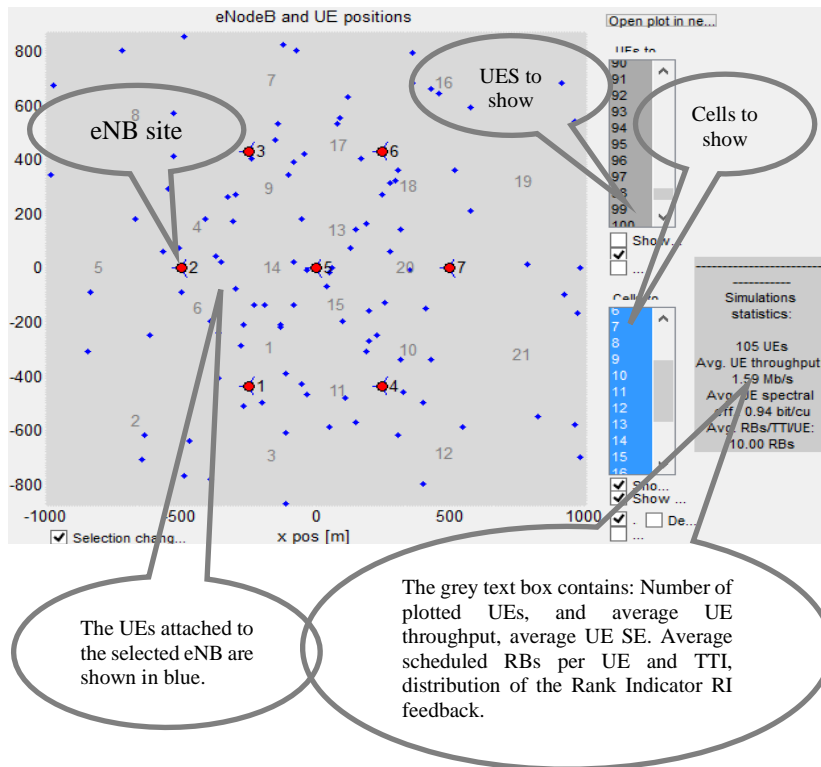 eNodeB and UE positions
Open plot in ne...
UEs to
800
600
400
200
0
-200
-400
-600
-800
-1000
-500
0
500
1000
x pos [m]
Selection chang...
eNB site
UES to
show
Cells to
show
7
16
8
17
9
18
19
4
13
5
14
20
6
15
1
10
21
11
2
3
12
3
6
2
5
7
1
4
90
91
92
93
94
95
96
97
98
99
100
Show...
...
Cells to
6
7
8
9
10
11
12
13
14
15
16
Sho...
Show ...
. De...
...
------------------------
-----------
Simulations
statistics:
105 UEs
Avg. UE throughput
1.59 Mb/s
Avg. UE spectral
eff.: 0.94 bit/cu
Avg. RBs/TTI/UE:
10.00 RBs
The UEs attached to
the selected eNB are
shown in blue.
The grey text box contains: Number of
plotted UEs, and average UE
throughput, average UE SE. Average
scheduled RBs per UE and TTI,
distribution of the Rank Indicator RI
feedback.